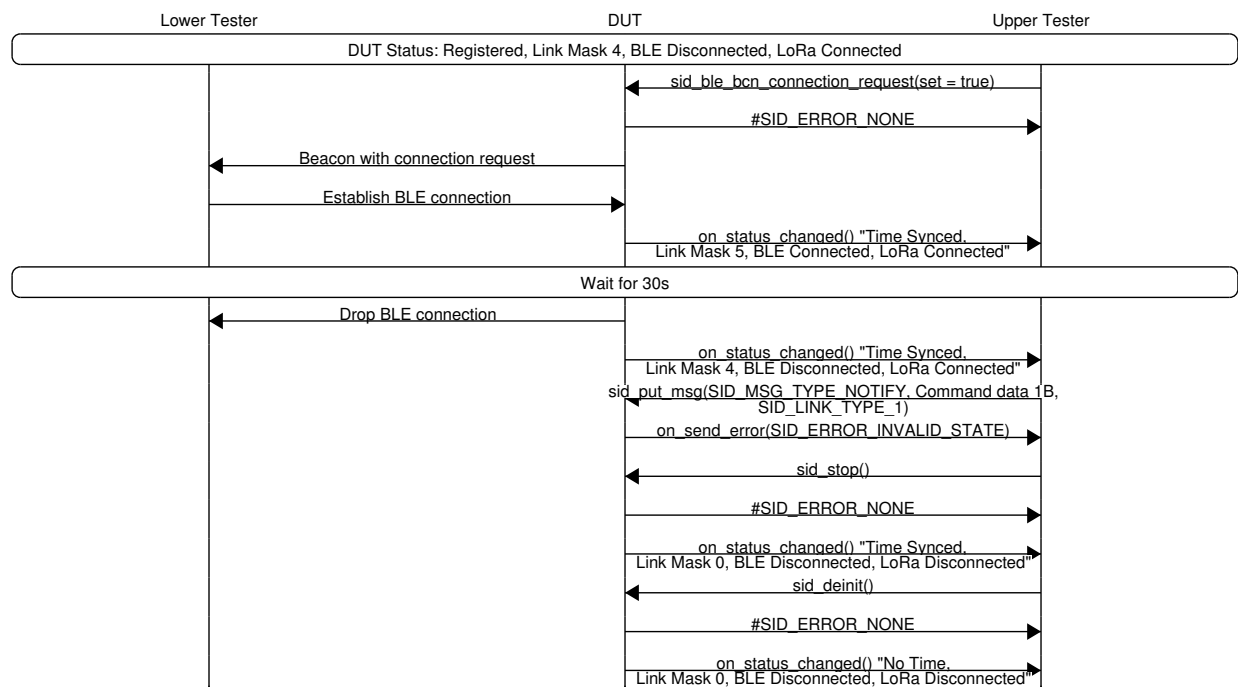 Lower Tester
DUT
Upper Tester
DUT Status: Registered, Link Mask 4, BLE Disconnected, LoRa Connected
sid_ble_bcn_connection_request(set = true)
#SID_ERROR_NONE
Beacon with connection request
Establish BLE connection
on_status_changed() "Time Synced,
Link Mask 5, BLE Connected, LoRa Connected"
Wait for 30s
Drop BLE connection
on_status_changed() "Time Synced,
Link Mask 4, BLE Disconnected, LoRa Connected"
sid_put_msg(SID_MSG_TYPE_NOTIFY, Command data 1B,
SID_LINK_TYPE_1)
on_send_error(SID_ERROR_INVALID_STATE)
sid_stop()
#SID_ERROR_NONE
on_status_changed() "Time Synced,
Link Mask 0, BLE Disconnected, LoRa Disconnected"
sid_deinit()
#SID_ERROR_NONE
on_status_changed() "No Time,
Link Mask 0, BLE Disconnected, LoRa Disconnected"